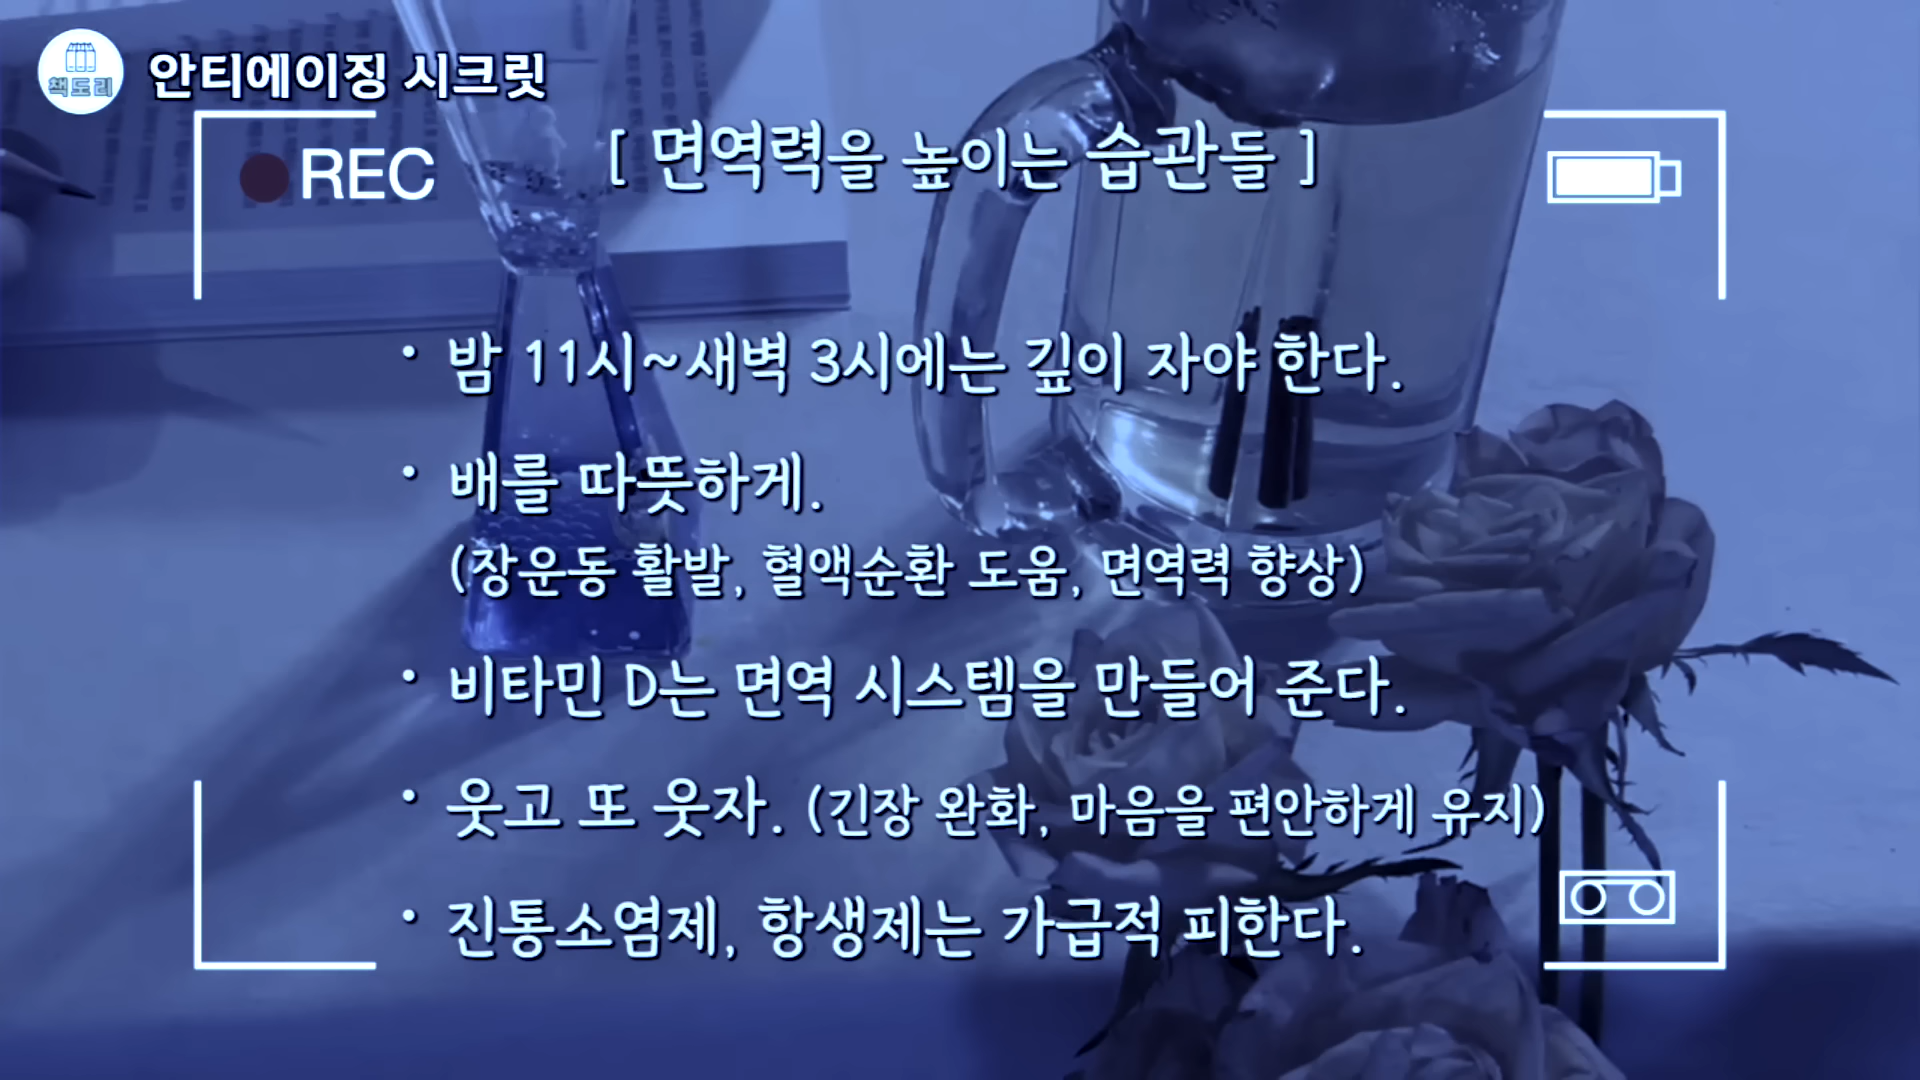 책도리
안티에이징 시크릿
REC
[ 면역력을 높이는 습관들 ]
· 밤 11시~새벽 3시에는 깊이 자야 한다.
· 배를 따뜻하게.
(장운동 활발, 혈액순환 도움, 면역력 향상)
· 비타민 D는 면역 시스템을 만들어 준다.
· 웃고 또 웃자. (긴장 완화, 마음을 편안하게 유지)
· 진통소염제, 항생제는 가급적 피한다.